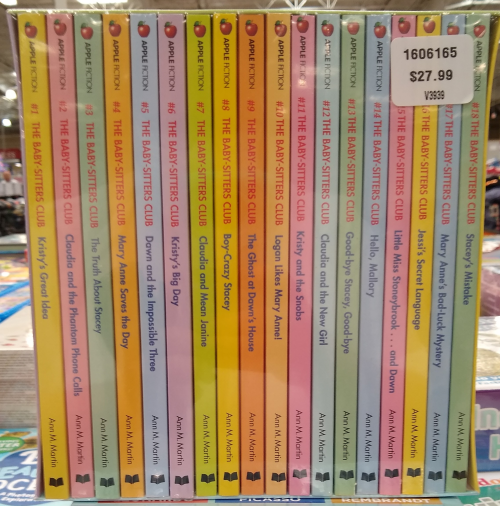 APPLE FICTION #1 THE BABY-SITTERS CLUB Kristy's Great Idea Ann M. Martin
APPLE FICTION #2 THE BABY-SITTERS CLUB Claudia and the Phantom Phone Calls Ann M. Martin
APPLE FICTION #3 THE BABY-SITTERS CLUB The Truth About Stacey Ann M. Martin
APPLE FICTION #4 THE BABY-SITTERS CLUB Mary Anne Saves the Day Ann M. Martin
APPLE FICTION #5 THE BABY-SITTERS CLUB Dawn and the Impossible Three Ann M. Martin
APPLE FICTION #6 THE BABY-SITTERS CLUB Kristy's Big Day Ann M. Martin
APPLE FICTION #7 THE BABY-SITTERS CLUB Claudia and Mean Janine Ann M. Martin
APPLE FICTION #8 THE BABY-SITTERS CLUB Boy-Crazy Stacey Ann M. Martin
APPLE FICTION #9 THE BABY-SITTERS CLUB The Ghost at Dawn's House Ann M. Martin
APPLE FICTION #10 THE BABY-SITTERS CLUB Logan Likes Mary Anne! Ann M. Martin
APPLE FICTION #11 THE BABY-SITTERS CLUB Kristy and the Snobs Ann M. Martin
APPLE FICTION #12 THE BABY-SITTERS CLUB Claudia and the New Girl Ann M. Martin
APPLE FICTION #13 THE BABY-SITTERS CLUB Good-bye Stacey, Good-bye Ann M. Martin
APPLE FICTION #14 THE BABY-SITTERS CLUB Hello, Mallory Ann M. Martin
THE BABY-SITTERS CLUB Little Miss Stoneybrook . . . and Dawn Ann M. Martin
THE BABY-SITTERS CLUB Jessi's Secret Language Ann M. Martin
#17 THE BABY-SITTERS CLUB Mary Anne's Bad-Luck Mystery Ann M. Martin
APPLE FICTION #18 THE BABY-SITTERS CLUB Stacey's Mistake Ann M. Martin
1606165
$27.99
V3939
PICASSO
REMBRANDT